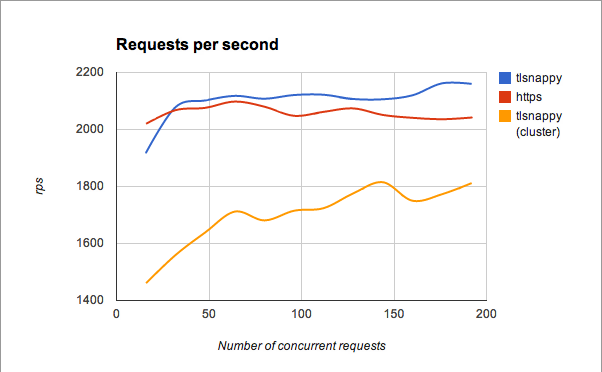 Requests per second
2200
2000
1800
1600
1400
rps
0
50
100
150
200
Number of concurrent requests
tlsnappy
https
tlsnappy
(cluster)